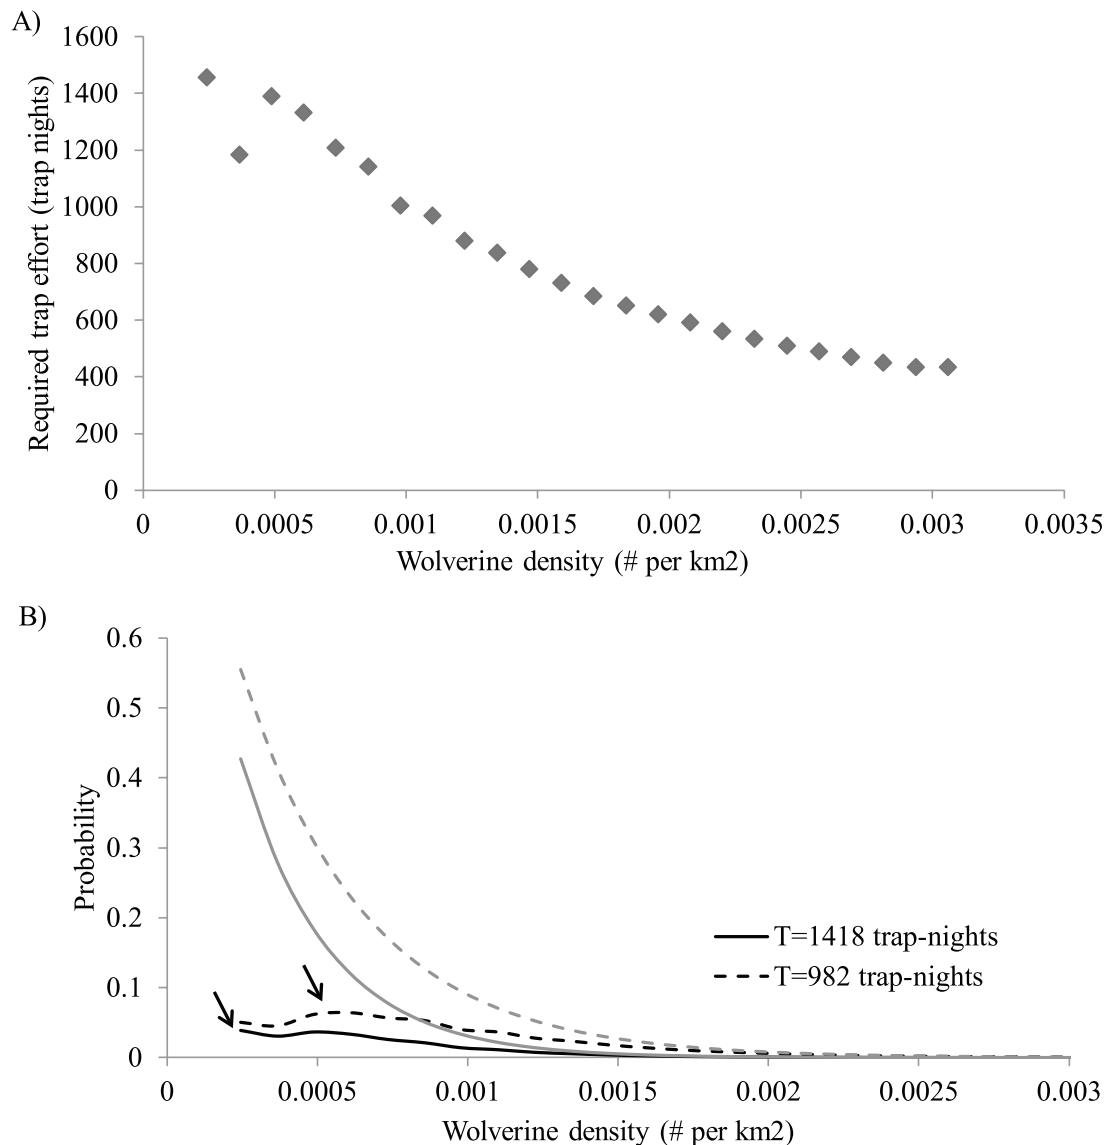 A)
1600
1400
1200
1000
800
600
400
200
0
Required trap effort (trap nights)
0 0.0005 0.001 0.0015 0.002 0.0025 0.003 0.0035
Wolverine density (# per km2)
B)
0.6
0.5
0.4
0.3
0.2
0.1
0
Probability
T=1418 trap-nights
T=982 trap-nights
0 0.0005 0.001 0.0015 0.002 0.0025 0.003
Wolverine density (# per km2)